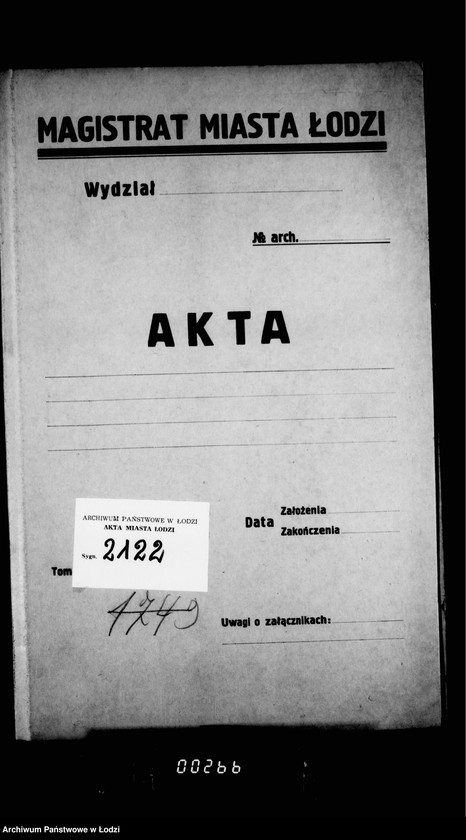 MAGISTRAT MIASTA ŁODZI
Wydział
№ arch.
AKTA
ARCHIWUM PAŃSTWOWE W ŁODZI
AKTA MIASTA ŁODZI
Sygn. 2122
Data
Założenia
Zakończenia
Tom
1749
Uwagi o załącznikach:
00266
Archiwum Państwowe w Łodzi